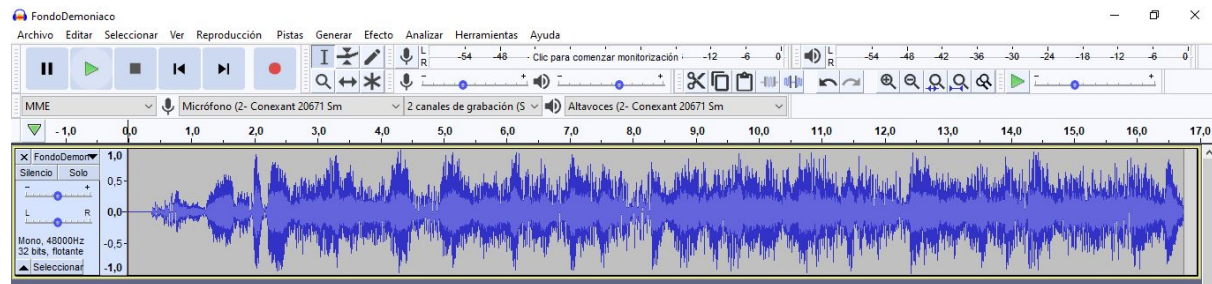 FondoDemoniaco
Archivo Editar Seleccionar Ver Reproducción Pistas Generar Efecto Analizar Herramientas Ayuda
L R -54 -48 - Clic para comenzar monitorización -12 -6 0 L R -54 -48 -42 -36 -30 -24 -18 -12 -6 0
- + - + - +
MME Micrófono (2- Conexant 20671 Sm 2 canales de grabación (S Altavoces (2- Conexant 20671 Sm
- 1,0 0,0 1,0 2,0 3,0 4,0 5,0 6,0 7,0 8,0 9,0 10,0 11,0 12,0 13,0 14,0 15,0 16,0 17,0
× FondoDemon 1,0
Silencio Solo
- + 0,5-
L R 0,0-
Mono, 48000Hz -0,5-
32 bits, flotante
Seleccionar -1,0